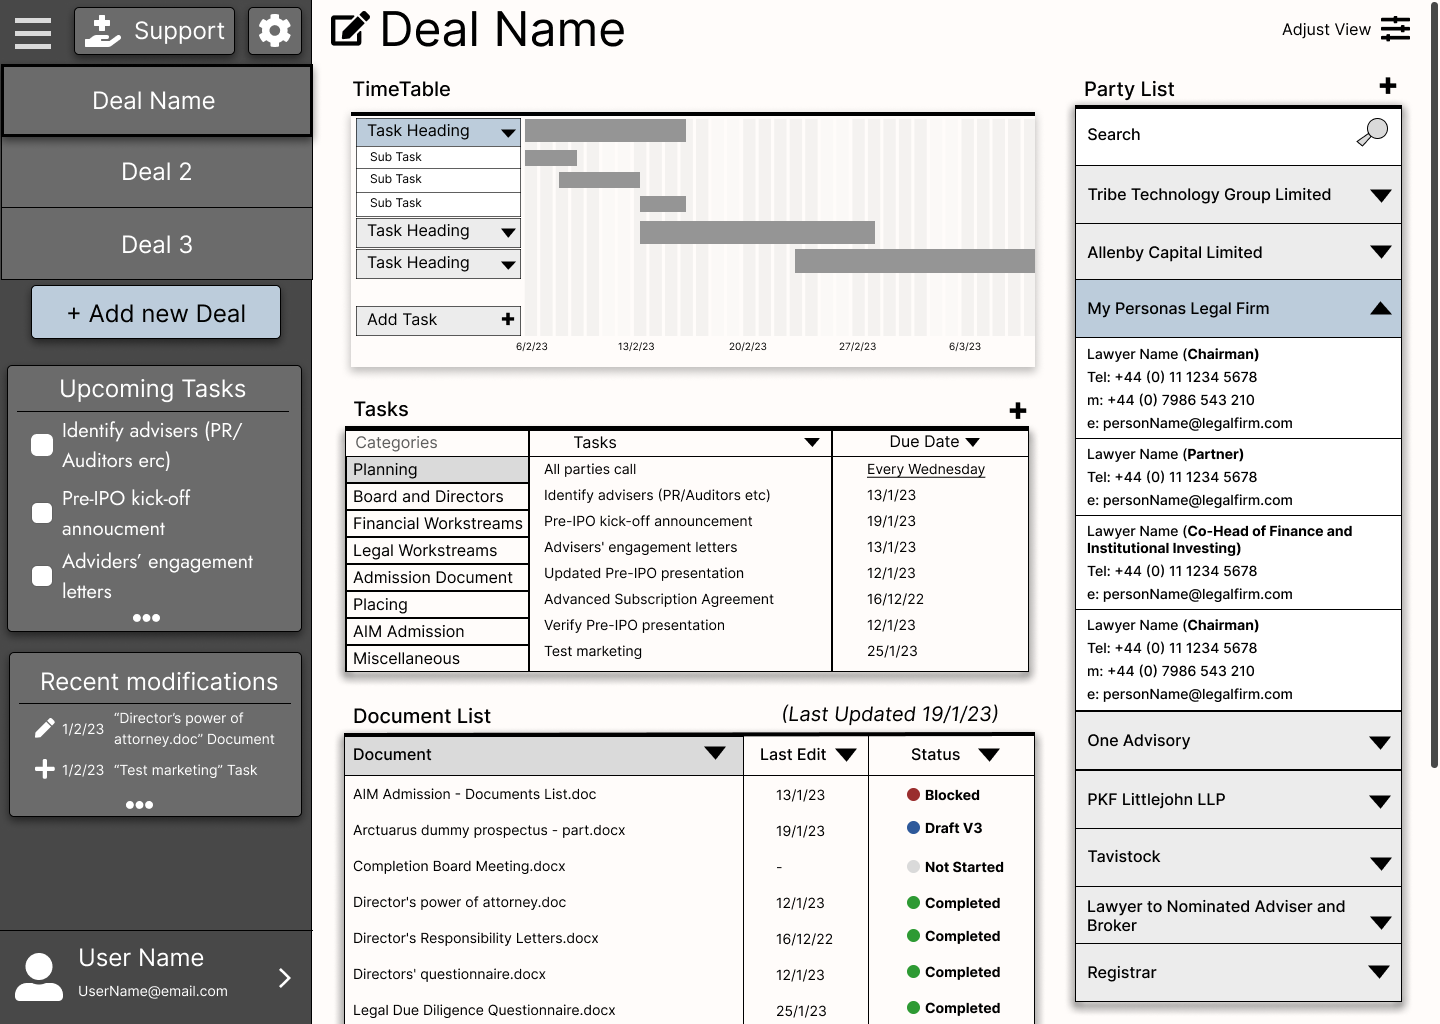 Support
Deal Name
Deal 2
Deal 3
+ Add new Deal
Upcoming Tasks
Identify advisers (PR/
Auditors erc)
Pre-IPO kick-off
annoucment
Adviders’ engagement
letters
Recent modifications
1/2/23 “Director’s power of
attorney.doc” Document
1/2/23 “Test marketing” Task
User Name
UserName@email.com
Deal Name
Adjust View
TimeTable
Task Heading
Sub Task
Sub Task
Sub Task
Task Heading
Task Heading
Add Task
6/2/23 13/2/23 20/2/23 27/2/23 6/3/23
Tasks
Categories Tasks Due Date
Planning All parties call Every Wednesday
Board and Directors Identify advisers (PR/Auditors etc) 13/1/23
Financial Workstreams Pre-IPO kick-off announcement 19/1/23
Legal Workstreams Advisers' engagement letters 13/1/23
Admission Document Updated Pre-IPO presentation 12/1/23
Placing Advanced Subscription Agreement 16/12/22
AIM Admission Verify Pre-IPO presentation 12/1/23
Miscellaneous Test marketing 25/1/23
Document List (Last Updated 19/1/23)
Document Last Edit Status
AIM Admission - Documents List.doc 13/1/23 Blocked
Arctuarus dummy prospectus - part.docx 19/1/23 Draft V3
Completion Board Meeting.docx - Not Started
Director's power of attorney.doc 12/1/23 Completed
Director's Responsibility Letters.docx 16/12/22 Completed
Directors' questionnaire.docx 12/1/23 Completed
Legal Due Diligence Questionnaire.docx 25/1/23 Completed
Party List
Search
Tribe Technology Group Limited
Allenby Capital Limited
My Personas Legal Firm
Lawyer Name (Chairman)
Tel: +44 (0) 11 1234 5678
m: +44 (0) 7986 543 210
e: personName@legalfirm.com
Lawyer Name (Partner)
Tel: +44 (0) 11 1234 5678
e: personName@legalfirm.com
Lawyer Name (Co-Head of Finance and
Institutional Investing)
Tel: +44 (0) 11 1234 5678
e: personName@legalfirm.com
Lawyer Name (Chairman)
Tel: +44 (0) 11 1234 5678
m: +44 (0) 7986 543 210
e: personName@legalfirm.com
One Advisory
PKF Littlejohn LLP
Tavistock
Lawyer to Nominated Adviser and
Broker
Registrar